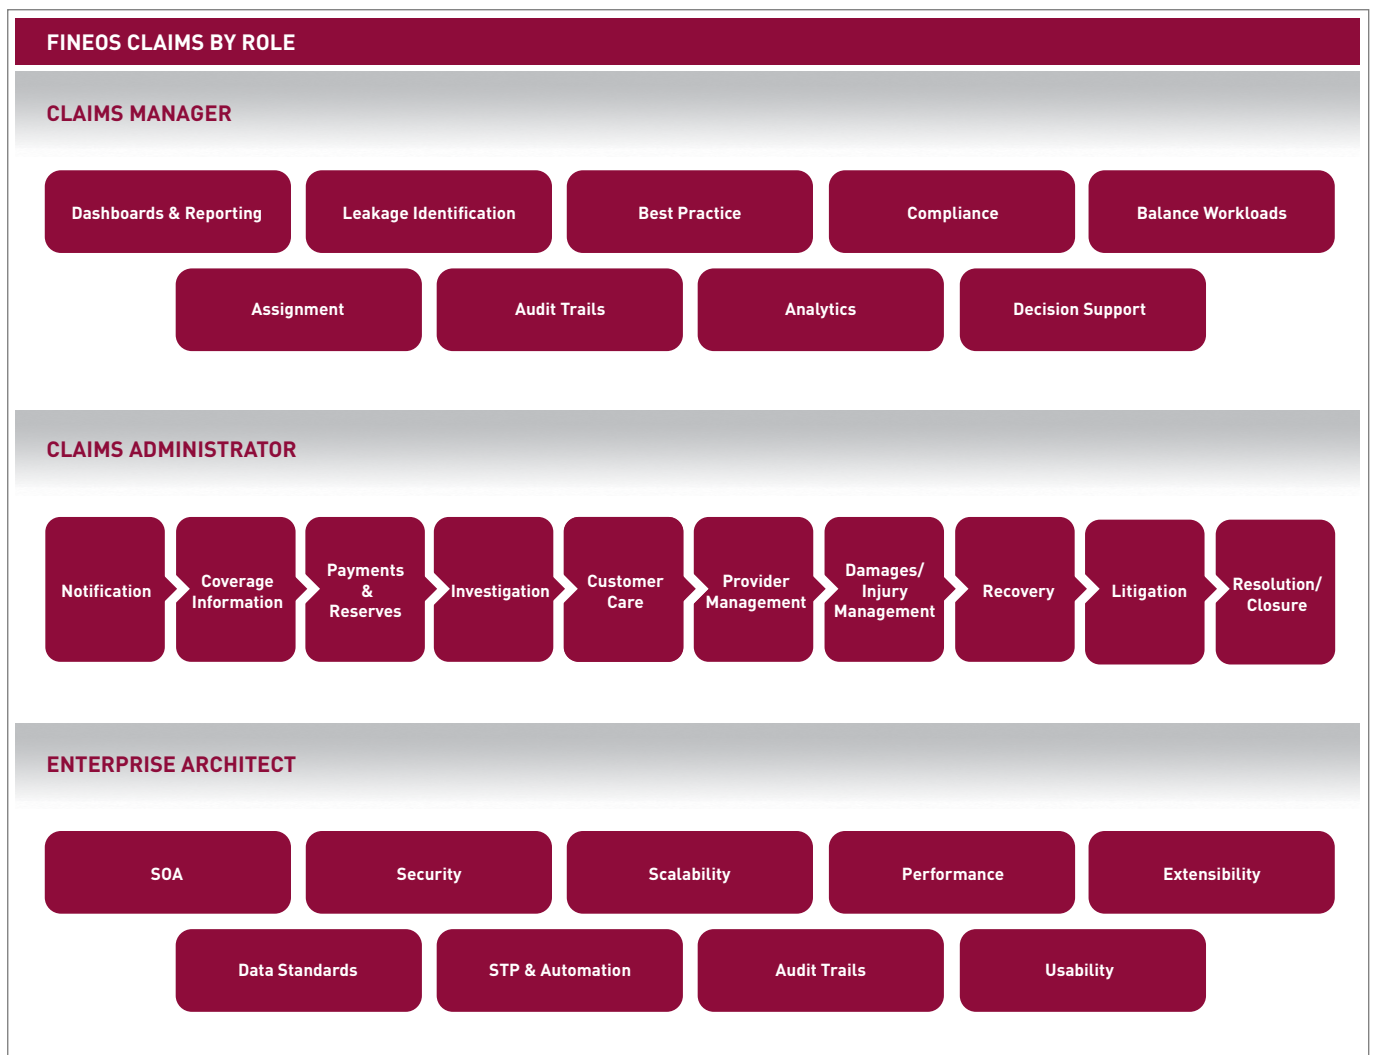 FINEOS CLAIMS BY ROLE
CLAIMS MANAGER
Dashboards & Reporting
Leakage Identification
Best Practice
Compliance
Balance Workloads
Assignment
Audit Trails
Analytics
Decision Support
CLAIMS ADMINISTRATOR
Notification
Coverage
Information
Payments
&
Reserves
Investigation
Customer
Care
Provider
Management
Damages/
Injury
Management
Recovery
Litigation
Resolution/
Closure
ENTERPRISE ARCHITECT
SOA
Security
Scalability
Performance
Extensibility
Data Standards
STP & Automation
Audit Trails
Usability